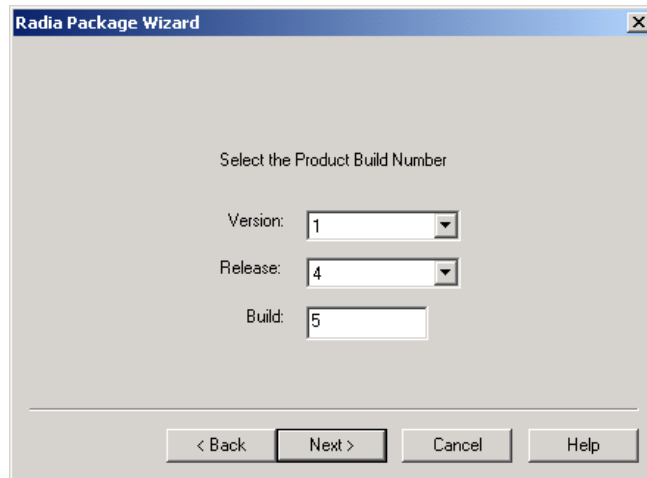 Radia Package Wizard
Select the Product Build Number
Version: 1
Release: 4
Build: 5
< Back Next > Cancel Help